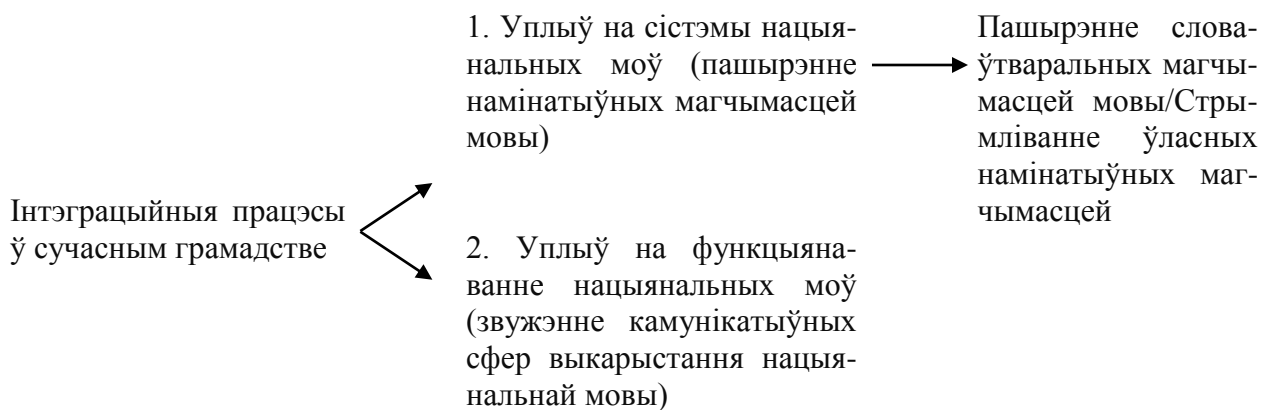 Інтэграцыйныя працэсы
ў сучасным грамадстве
1. Уплыў на сістэмы нацыя-
нальных моў (пашырэнне
намінатыўных магчымасцей
мовы)
Пашырэнне слова-
ўтваральных магчы-
масцей мовы/Стры-
мліванне ўласных
намінатыўных маг-
чымасцей
2. Уплыў на функцыяна-
ванне нацыянальных моў
(звужэнне камунікатыўных
сфер выкарыстання нацыя-
нальнай мовы)